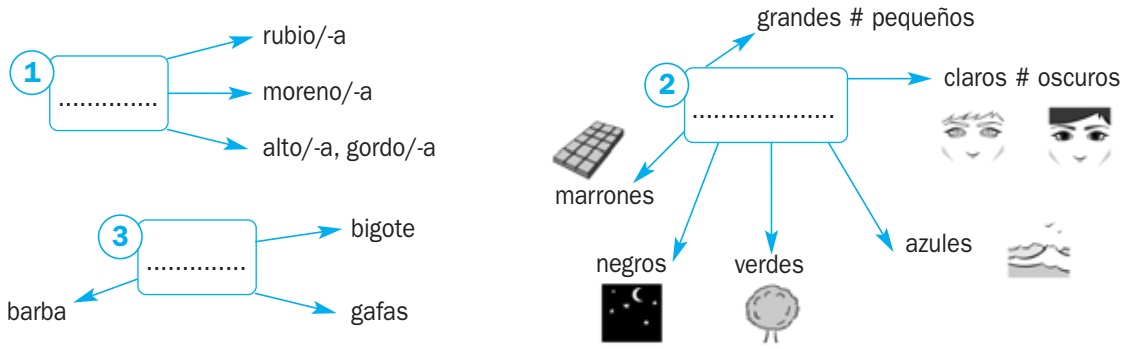 1
..............
rubio/-a
moreno/-a
alto/-a, gordo/-a
2
....................
grandes # pequeños
claros # oscuros
marrones
negros
verdes
azules
3
..............
bigote
barba
gafas